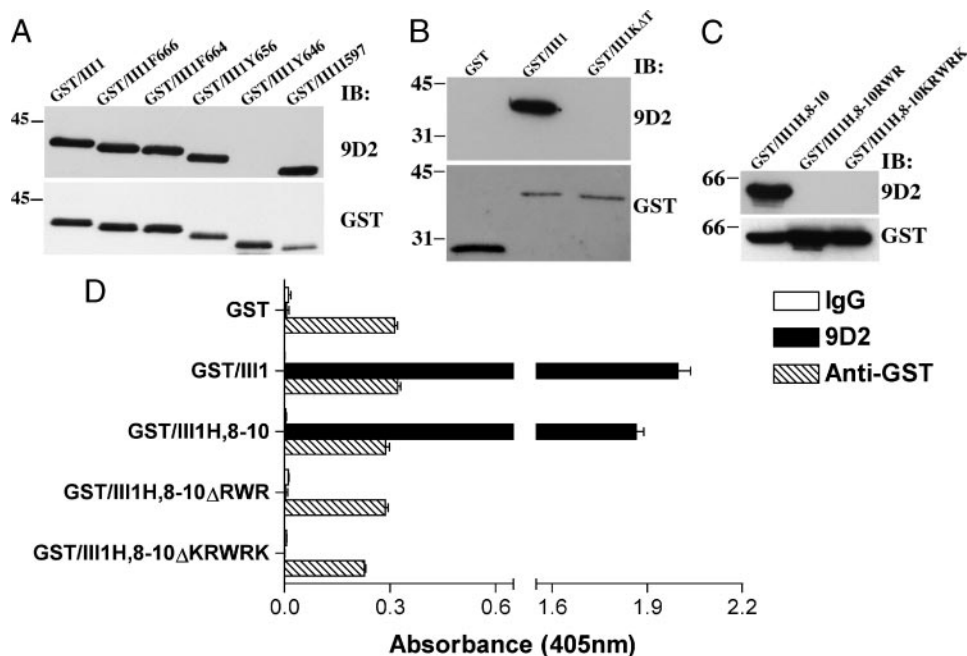 A
GST/III1
GST/III1F666
GST/III1F664
GST/III1Y656
GST/III1Y646
GST/III1I597
IB:
45
9D2
45
GST
B
GST
GST/III1
GST/III1KΔT
IB:
45
31
9D2
45
31
GST
C
GST/III1H,8-10
GST/III1H,8-10RWR
GST/III1H,8-10KRWRK
IB:
66
9D2
66
GST
D
GST
GST/III1
GST/III1H,8-10
GST/III1H,8-10ΔRWR
GST/III1H,8-10ΔKRWRK
0.0 0.3 0.6 1.6 1.9 2.2
Absorbance (405nm)
IgG
9D2
Anti-GST